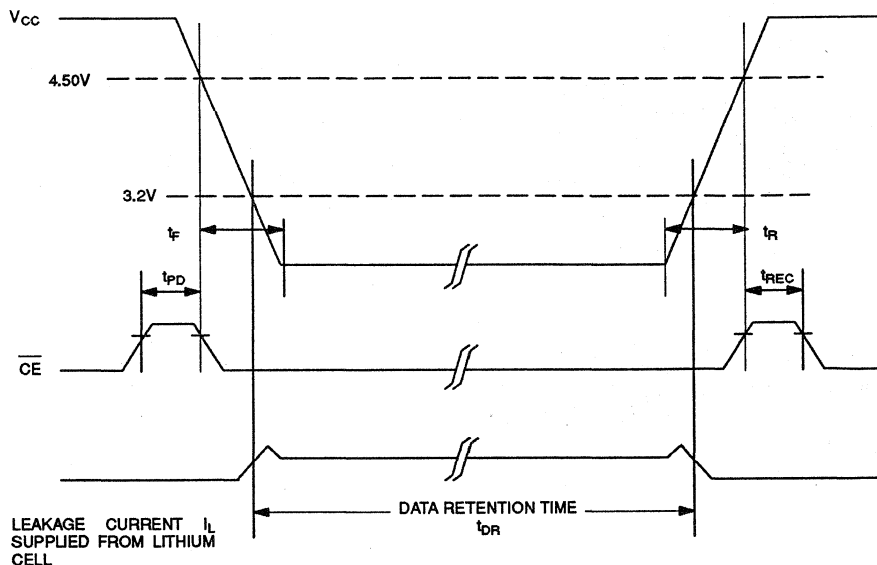 VCC
4.50V
3.2V
tF
tR
tPD
tREC
CE
DATA RETENTION TIME
tDR
LEAKAGE CURRENT IL
SUPPLIED FROM LITHIUM
CELL